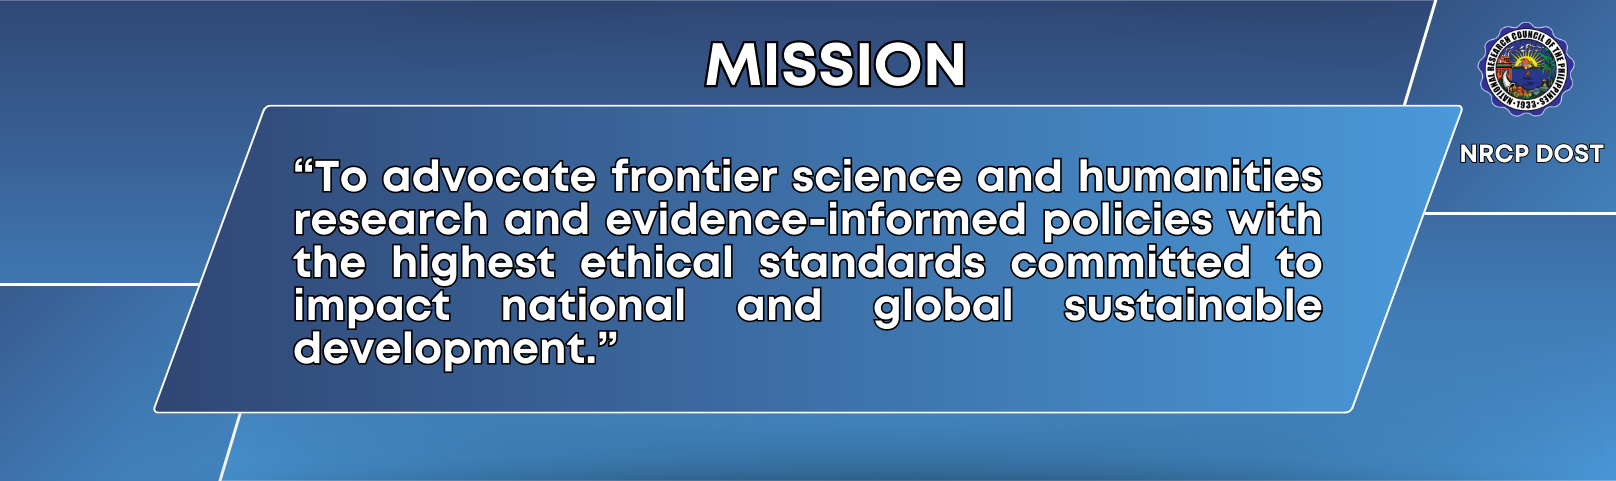 MISSION
“To advocate frontier science and humanities
research and evidence-informed policies with
the highest ethical standards committed to
impact national and global sustainable
development.”
NATIONAL RESEARCH COUNCIL OF THE PHILIPPINES
1933
NRCP DOST